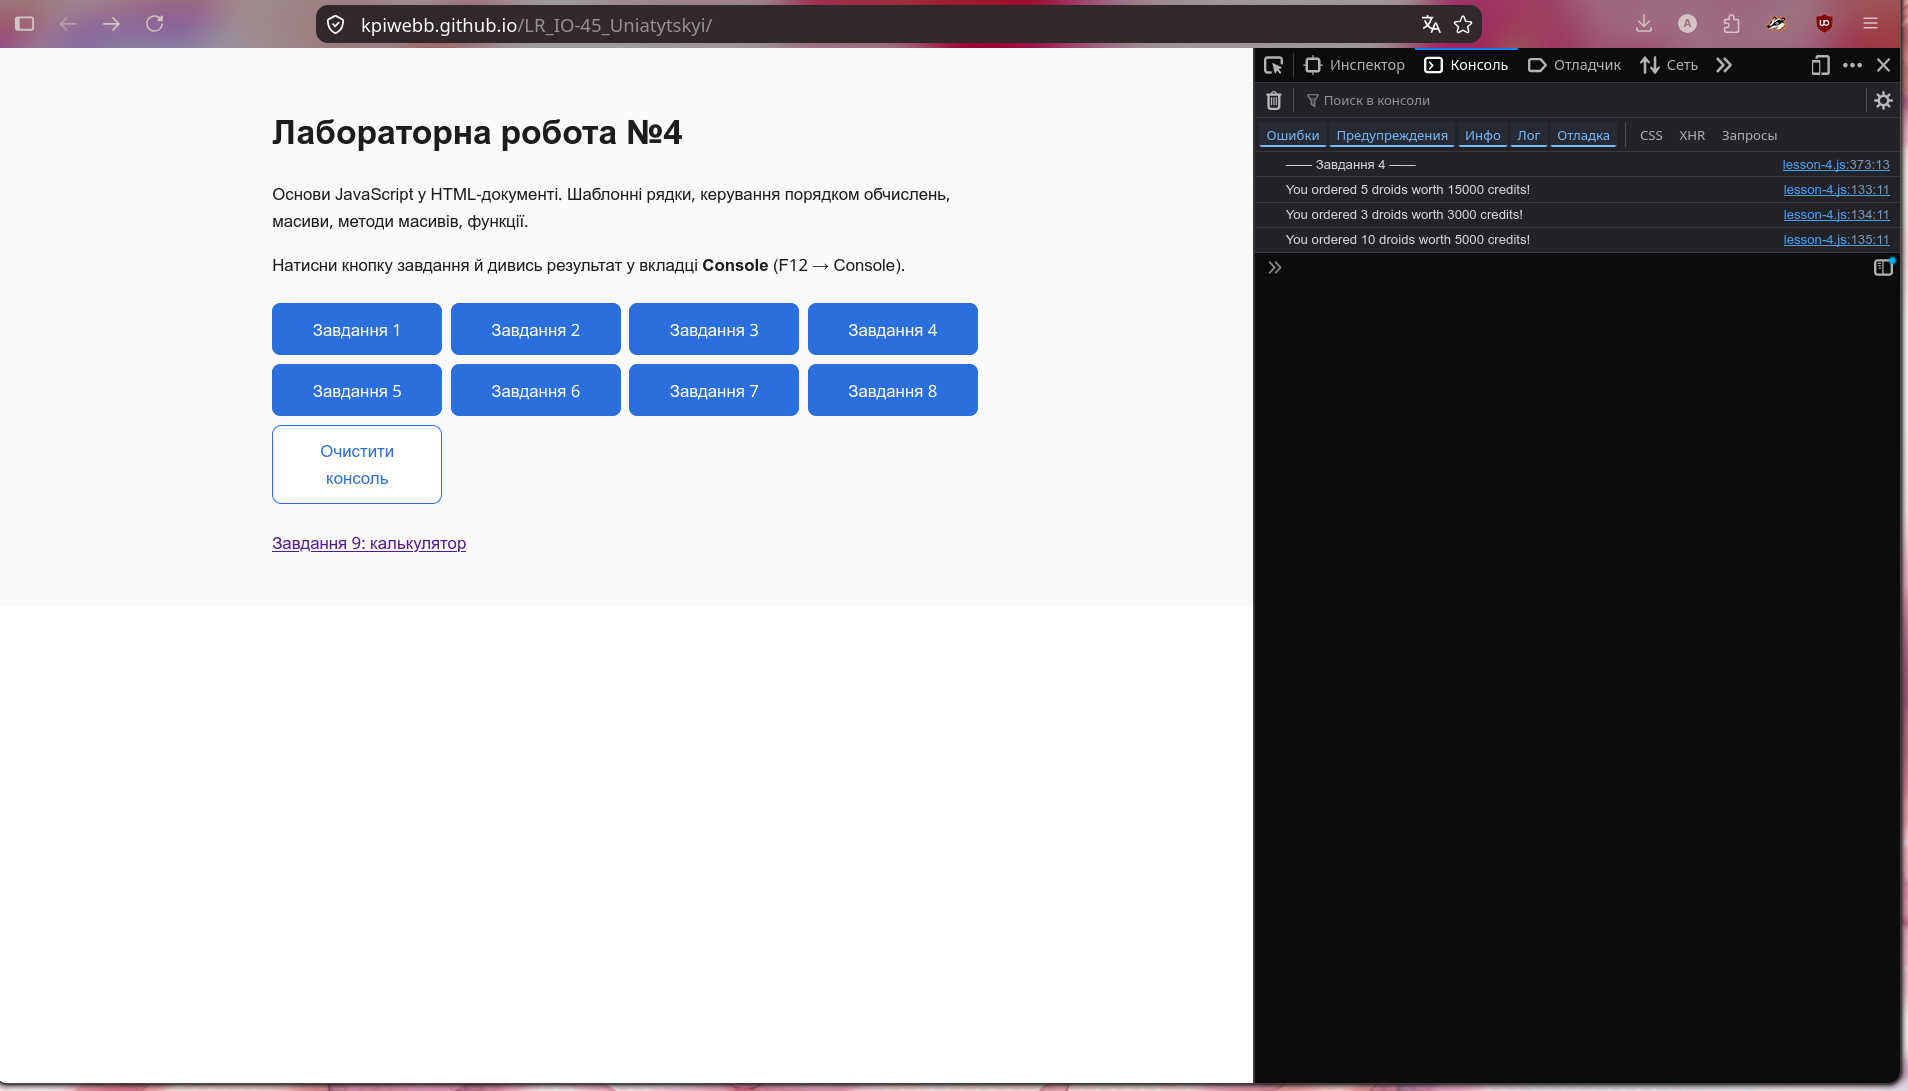 kpiwebb.github.io/LR_IO-45_Uniatytskyi/
A
Инспектор Консоль Отладчик Сеть
Поиск в консоли
Ошибки Предупреждения Инфо Лог Отладка CSS XHR Запросы
—— Завдання 4 —— lesson-4.js:373:13
You ordered 5 droids worth 15000 credits! lesson-4.js:133:11
You ordered 3 droids worth 3000 credits! lesson-4.js:134:11
You ordered 10 droids worth 5000 credits! lesson-4.js:135:11
Лабораторна робота №4
Основи JavaScript у HTML-документі. Шаблонні рядки, керування порядком обчислень,
масиви, методи масивів, функції.
Натисни кнопку завдання й дивись результат у вкладці Console (F12 → Console).
Завдання 1 Завдання 2 Завдання 3 Завдання 4
Завдання 5 Завдання 6 Завдання 7 Завдання 8
Очистити
консоль
Завдання 9: калькулятор